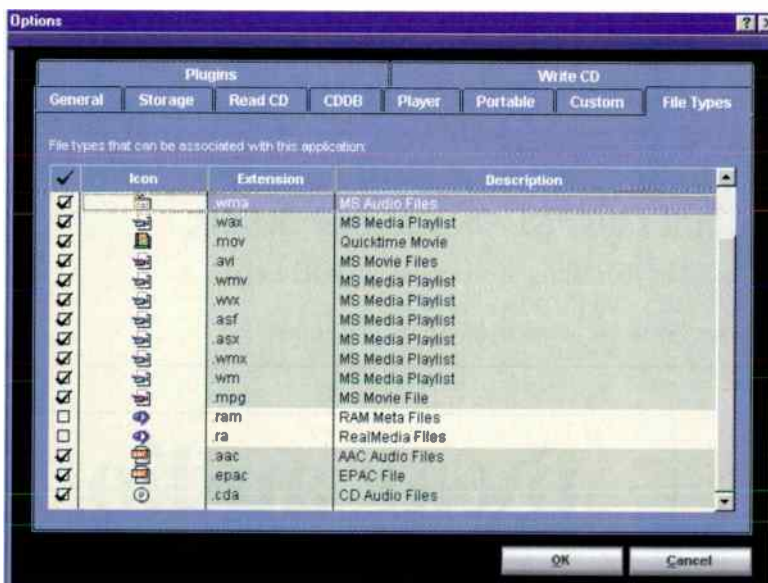 Options
Plugins Write CD
General Storage Read CD CDDB Player Portable Custom File Types
File types that can be associated with this application:
Icon Extension Description
.wma MS Audio Files
.wax MS Media Playlist
.mov Quicktime Movie
.avi MS Movie Files
.wmv MS Media Playlist
.wvx MS Media Playlist
.asf MS Media Playlist
.asx MS Media Playlist
.wmx MS Media Playlist
.wm MS Media Playlist
.mpg MS Movie File
.ram RAM Meta Files
.ra RealMedia Files
.aac AAC Audio Files
.epac EPAC File
.cda CD Audio Files
OK Cancel